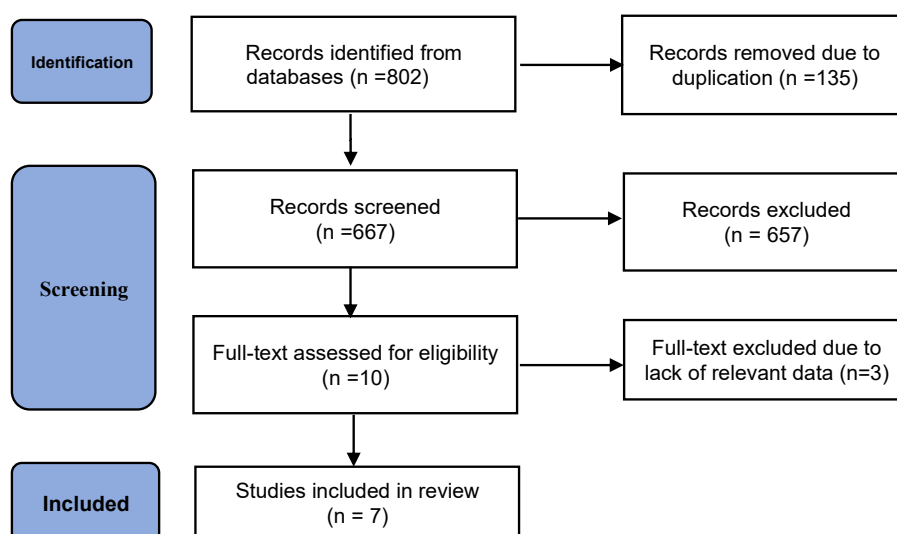 Identification
Records identified from
databases (n =802)
Records removed due to
duplication (n =135)
Screening
Records screened
(n =667)
Records excluded
(n = 657)
Full-text assessed for eligibility
(n =10)
Full-text excluded due to
lack of relevant data (n=3)
Included
Studies included in review
(n = 7)